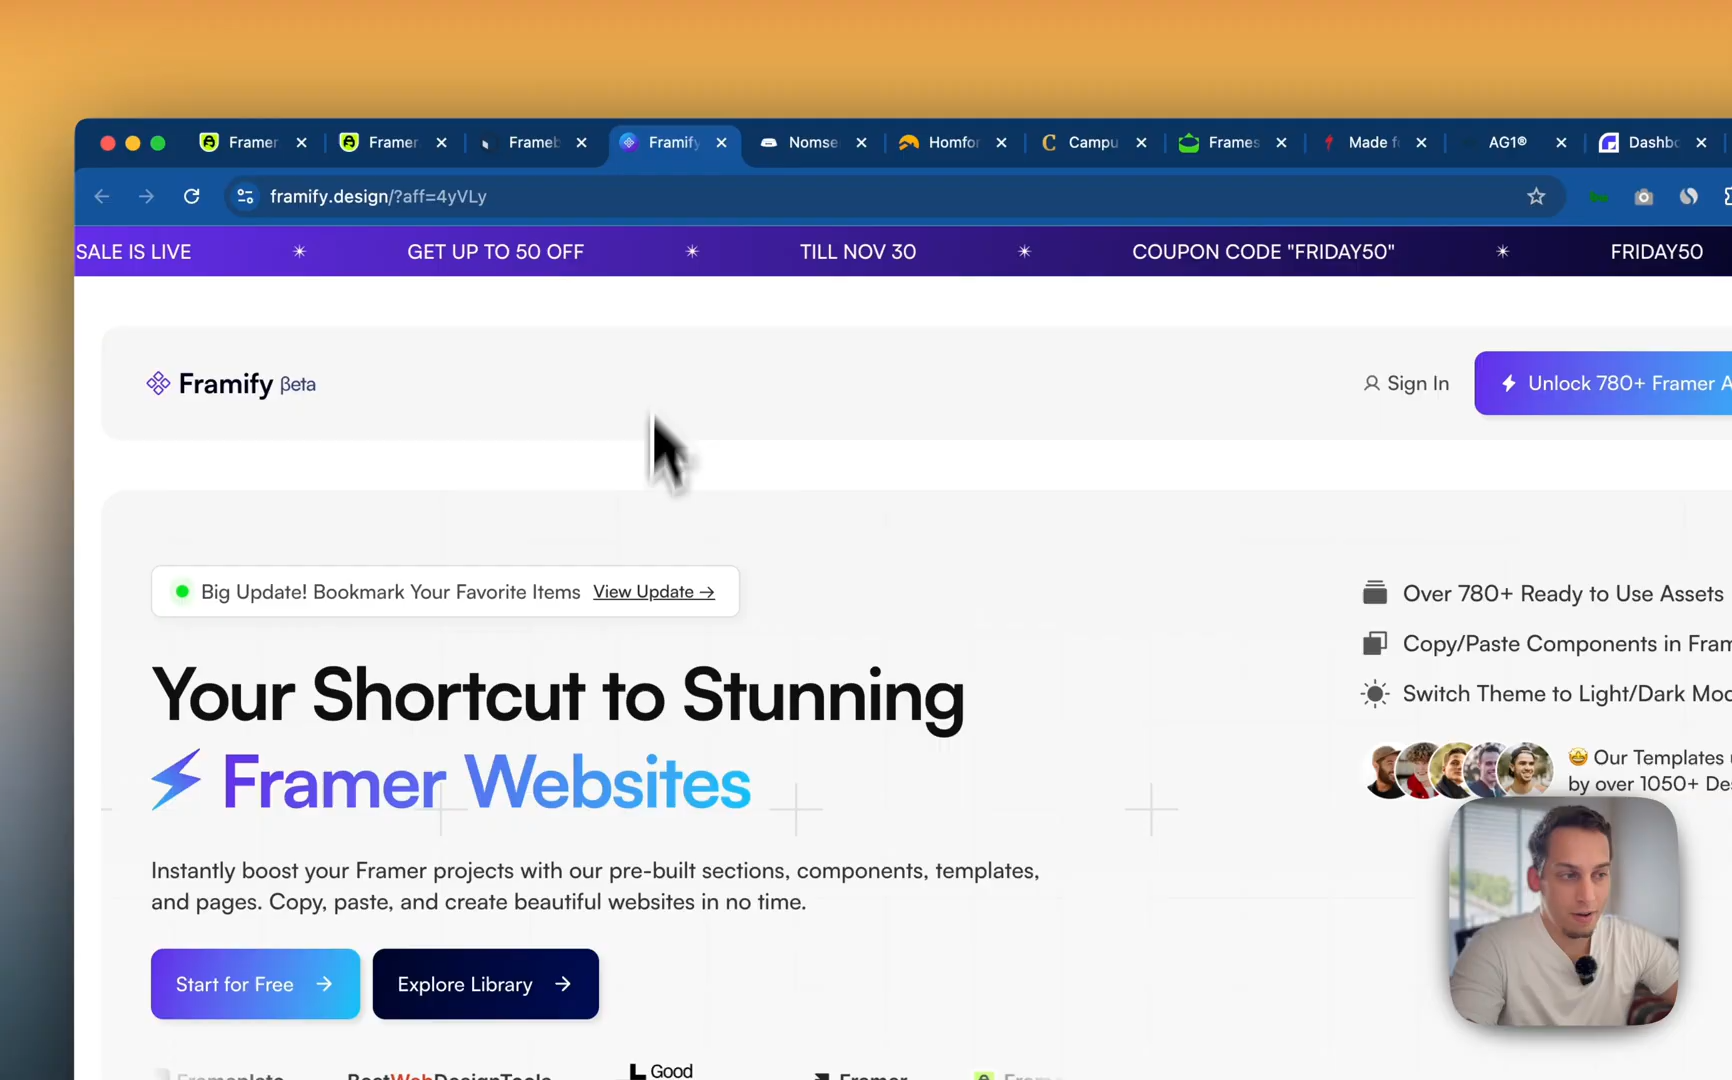 Framer
Framer
Frameb
Framify
Nomse
Homfor
Campu
Frames
Made f
AG1®
Dashbo
framify.design/?aff=4yVLy
SALE IS LIVE ✴ GET UP TO 50 OFF ✴ TILL NOV 30 ✴ COUPON CODE "FRIDAY50" ✴ FRIDAY50
Framify βeta
Sign In
Unlock 780+ Framer A
Big Update! Bookmark Your Favorite Items View Update →
Your Shortcut to Stunning
Framer Websites
Instantly boost your Framer projects with our pre-built sections, components, templates,
and pages. Copy, paste, and create beautiful websites in no time.
Start for Free →
Explore Library →
Over 780+ Ready to Use Assets
Copy/Paste Components in Fram
Switch Theme to Light/Dark Mod
Our Templates
by over 1050+ De
BestWebDesignTools
Good
Framer